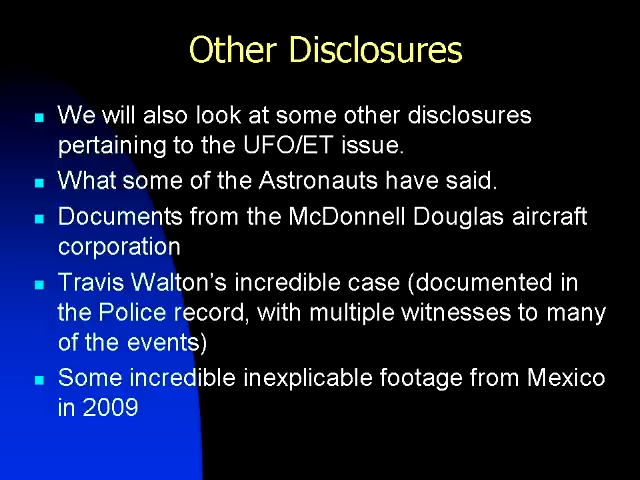 Other Disclosures
We will also look at some other disclosures
pertaining to the UFO/ET issue.
What some of the Astronauts have said.
Documents from the McDonnell Douglas aircraft
corporation
Travis Walton’s incredible case (documented in
the Police record, with multiple witnesses to many
of the events)
Some incredible inexplicable footage from Mexico
in 2009